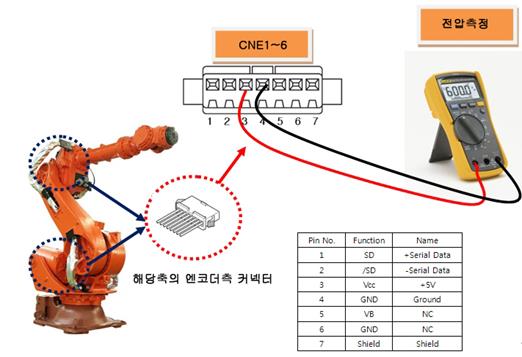 CNE1~6
전압측정
600.0
1 2 3 4 5 6 7
해당축의 엔코더측 커넥터
Pin No. Function Name
1 SD +Serial Data
2 /SD -Serial Data
3 Vcc +5V
4 GND Ground
5 VB NC
6 GND NC
7 Shield Shield